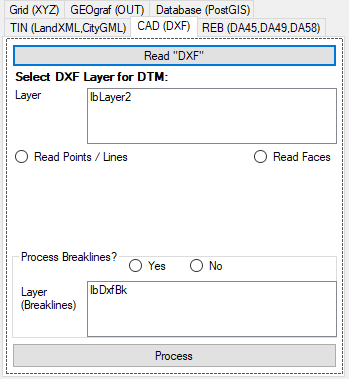 Grid (XYZ) GEOgraf (OUT) Database (PostGIS)
TIN (LandXML,CityGML) CAD (DXF) REB (DA45,DA49,DA58)
Read "DXF"
Select DXF Layer for DTM:
Layer lbLayer2
Read Points / Lines Read Faces
Process Breaklines?
Yes No
Layer
(Breaklines)
lbDxfBk
Process